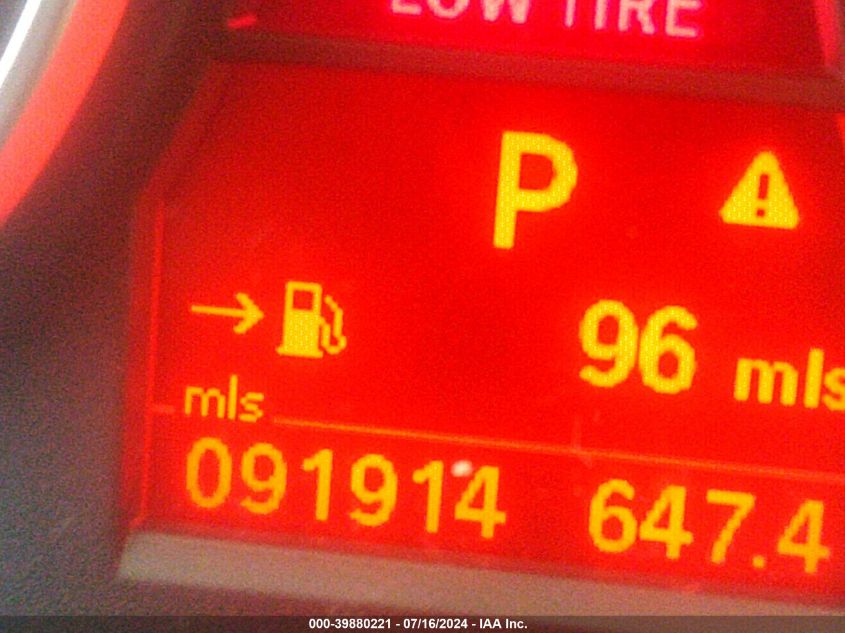 LOW TIRE
P
96 mls
mls
091914 647.4
000-39880221 - 07/16/2024 - IAA Inc.